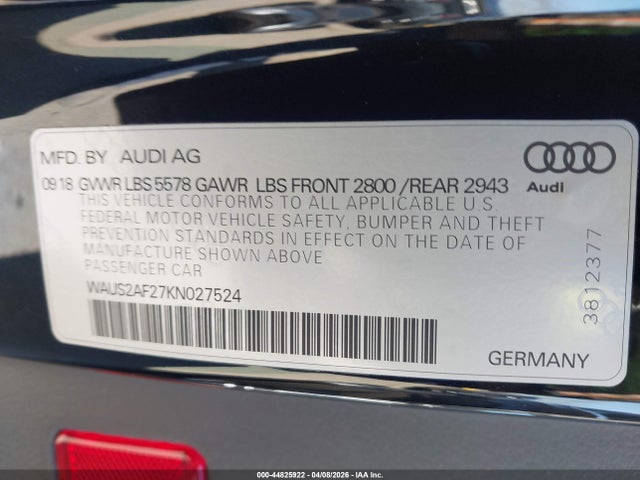 MFD. BY AUDI AG
09 18 GVWR LBS 5578 GAWR LBS FRONT 2800 /REAR 2943
THIS VEHICLE CONFORMS TO ALL APPLICABLE U.S.
FEDERAL MOTOR VEHICLE SAFETY, BUMPER AND THEFT
PREVENTION STANDARDS IN EFFECT ON THE DATE OF
MANUFACTURE SHOWN ABOVE
PASSENGER CAR
WAUS2AF27KN027524
Audi
3812377
GERMANY
000-44825922 - 04/08/2026 - IAA Inc.